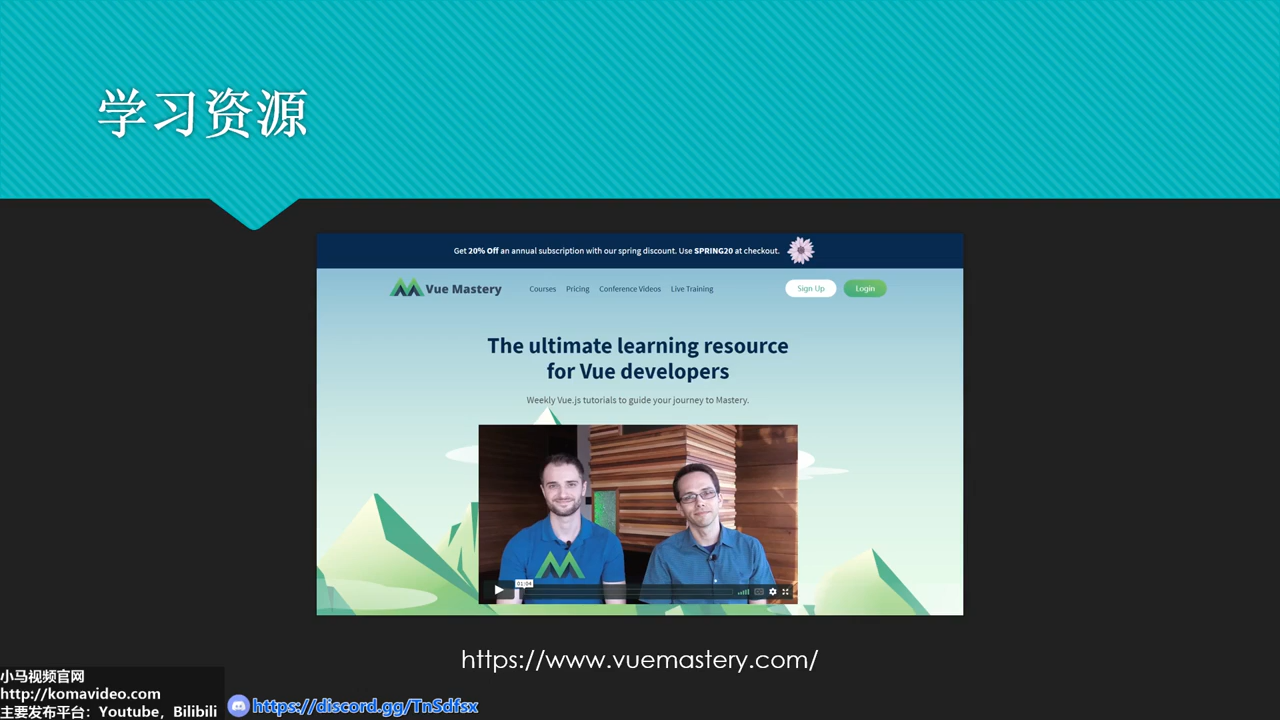 学习资源
Get 20% Off an annual subscription with our spring discount. Use SPRING20 at checkout.
Vue Mastery Courses Pricing Conference Videos Live Training Sign Up Login
The ultimate learning resource
for Vue developers
Weekly Vue.js tutorials to guide your journey to Mastery.
01:04
https://www.vuemastery.com/
小马视频官网
http://komavideo.com
主要发布平台：Youtube，Bilibili
https://discord.gg/TnSdfsx